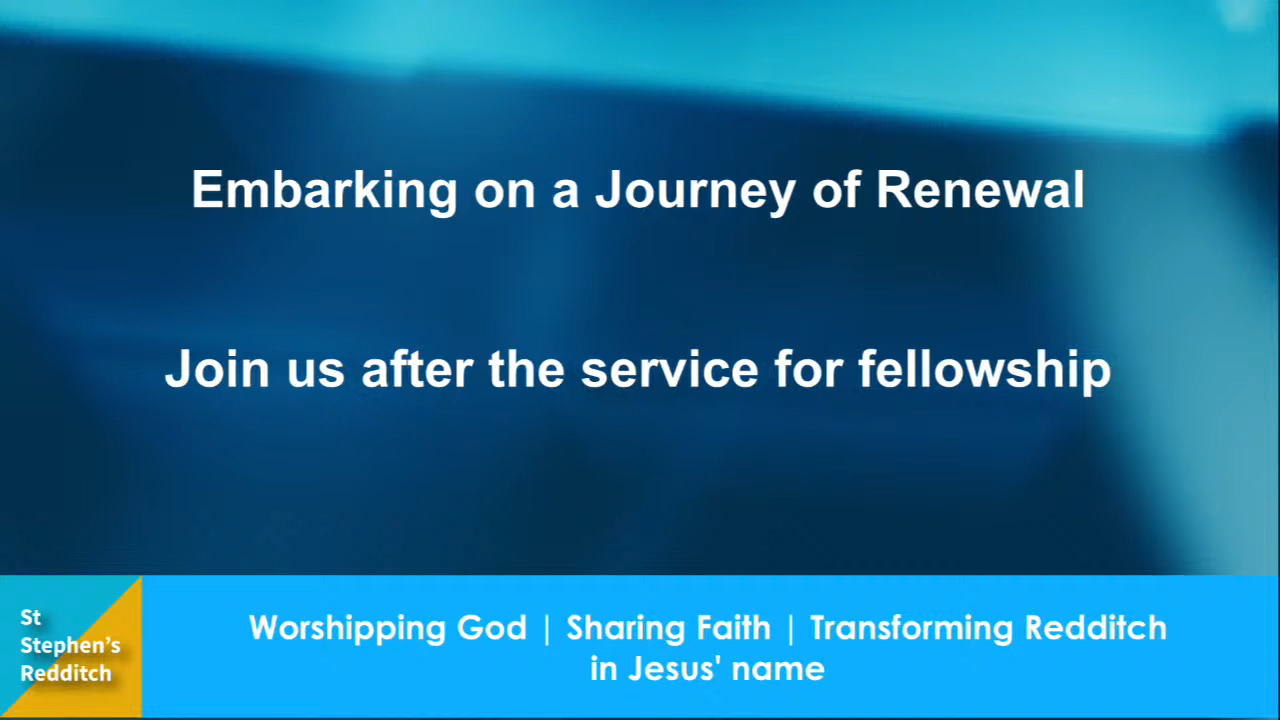 Embarking on a Journey of Renewal
Join us after the service for fellowship
St
Stephen's
Redditch
Worshipping God | Sharing Faith | Transforming Redditch
in Jesus' name